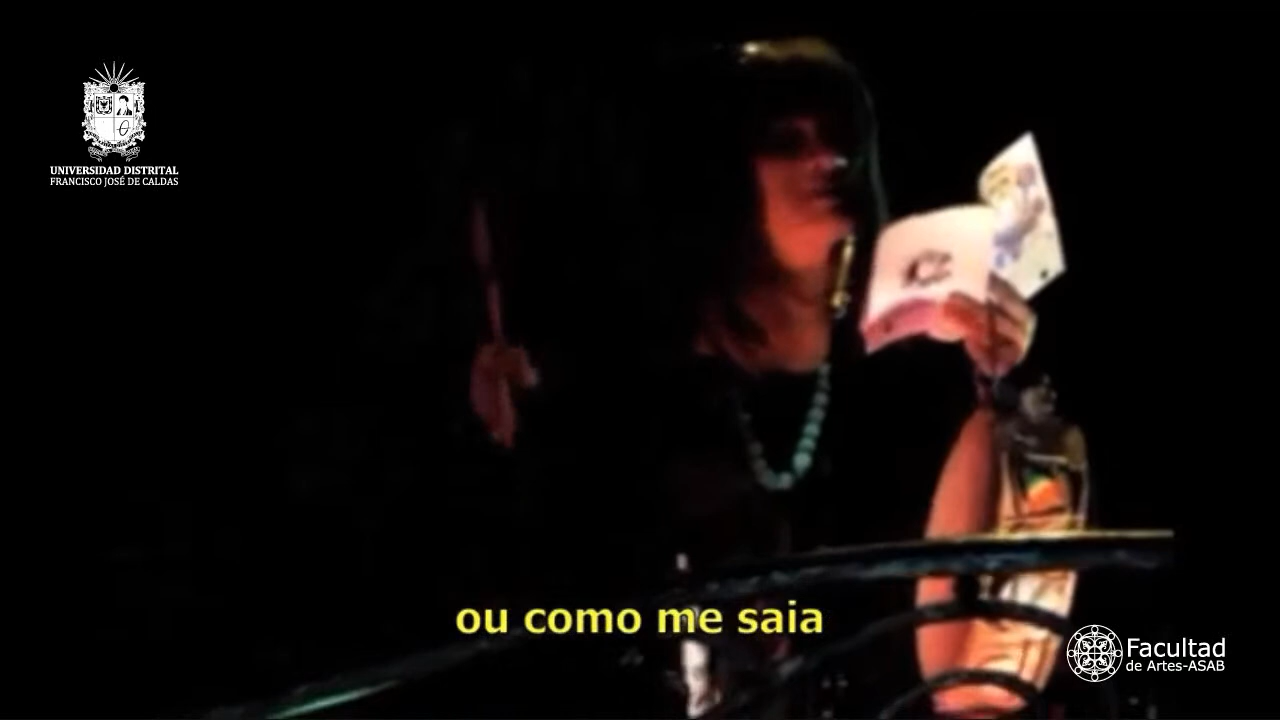 UNIVERSIDAD DISTRITAL
FRANCISCO JOSÉ DE CALDAS
ou como me saia
Facultad
de Artes-ASAB